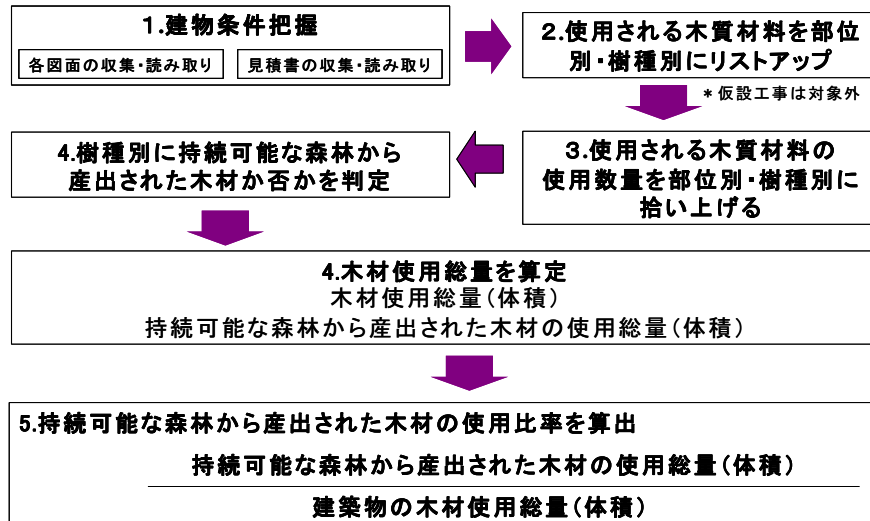 1.建物条件把握
各図面の収集・読み取り
見積書の収集・読み取り
2.使用される木質材料を部位
別・樹種別にリストアップ
*仮設工事は対象外
3.使用される木質材料の
使用数量を部位別・樹種別に
拾い上げる
4.樹種別に持続可能な森林から
産出された木材か否かを判定
4.木材使用総量を算定
木材使用総量(体積)
持続可能な森林から産出された木材の使用総量(体積)
5.持続可能な森林から産出された木材の使用比率を算出
持続可能な森林から産出された木材の使用総量(体積)
建築物の木材使用総量(体積)